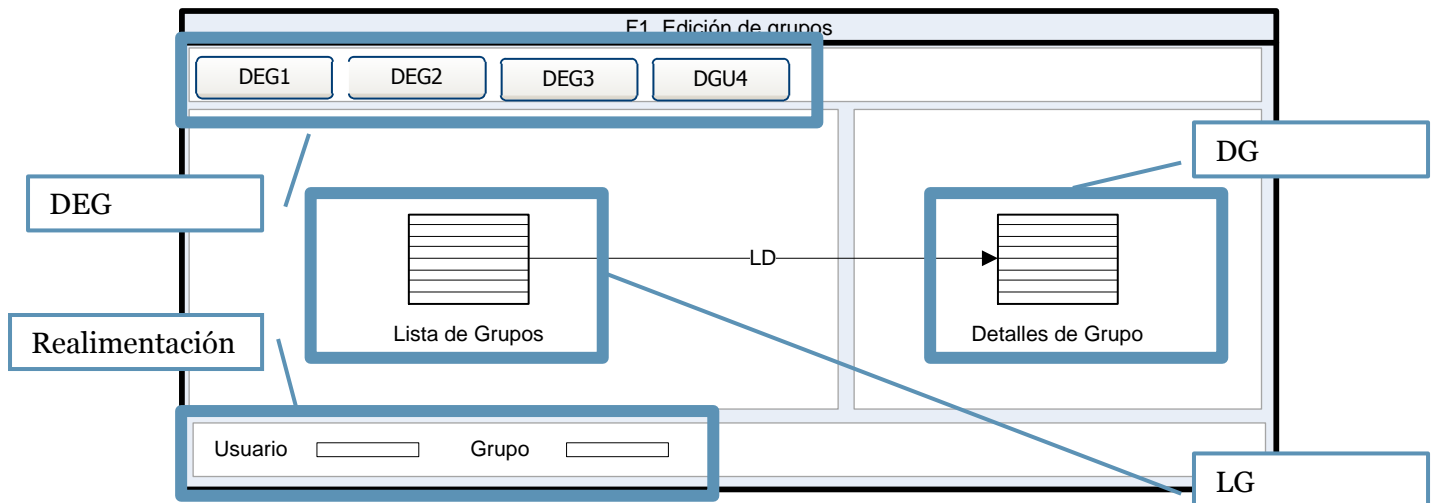 F1. Edición de grupos
DEG1 DEG2 DEG3 DGU4
DG
DEG
LD
Lista de Grupos Detalles de Grupo
Realimentación
Usuario Grupo
LG